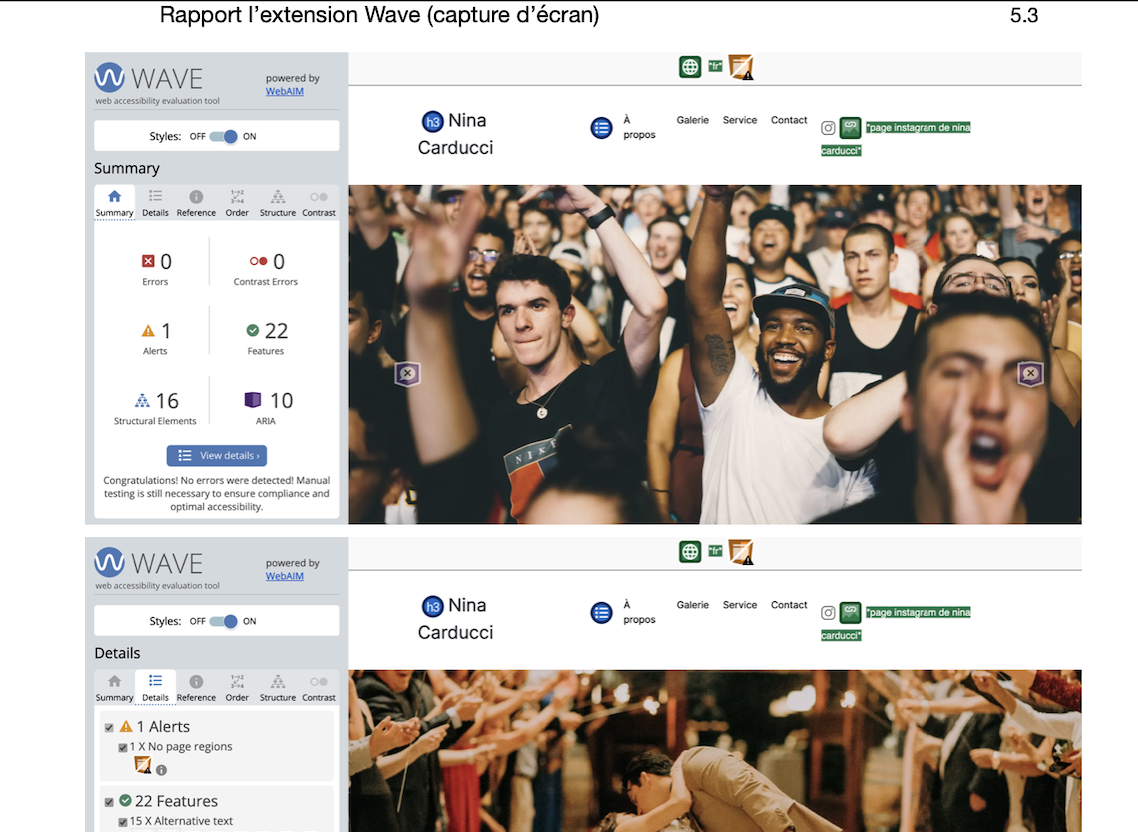 Rapport l'extension Wave (capture d'écran)
5.3
WAVE
powered by
WebAIM
web accessibility evaluation tool
Styles: OFF ON
Summary
Summary Details Reference Order Structure Contrast
0
Errors
0
Contrast Errors
1
Alerts
22
Features
16
Structural Elements
10
ARIA
View details ›
Congratulations! No errors were detected! Manual
testing is still necessary to ensure compliance and
optimal accessibility.
*fr*
h3 Nina
Carducci
À
propos
Galerie Service Contact
*page instagram de nina
carducci*
NIKE
WAVE
powered by
WebAIM
web accessibility evaluation tool
Styles: OFF ON
Details
Summary Details Reference Order Structure Contrast
1 Alerts
1 X No page regions
22 Features
15 X Alternative text
*fr*
h3 Nina
Carducci
À
propos
Galerie Service Contact
*page instagram de nina
carducci*